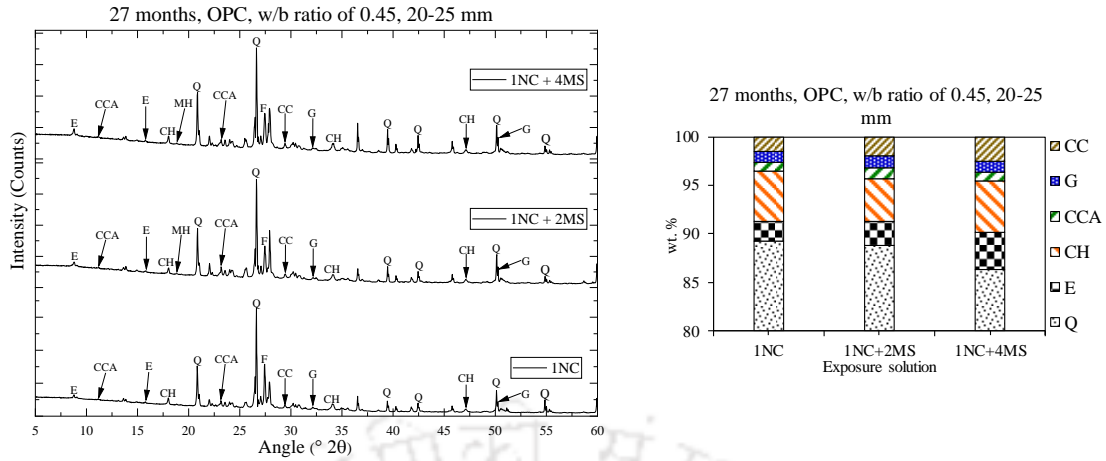 27 months, OPC, w/b ratio of 0.45, 20-25 mm
Intensity (Counts)
Q
1NC + 4MS
Q
E
CCA
E
MH
CH
CCA
F
CC
G
CH
Q
Q
CH
Q
G
Q
Q
1NC + 2MS
Q
E
CCA
E
MH
CH
CCA
F
CC
G
CH
Q
Q
CH
Q
G
Q
Q
1NC
Q
E
CCA
E
CH
CCA
F
CC
G
CH
Q
Q
CH
Q
G
Q
5 10 15 20 25 30 35 40 45 50 55 60
Angle (° 2θ)
27 months, OPC, w/b ratio of 0.45, 20-25
mm
wt. %
100
95
90
85
80
1NC 1NC+2MS 1NC+4MS
Exposure solution
CC
G
CCA
CH
E
Q